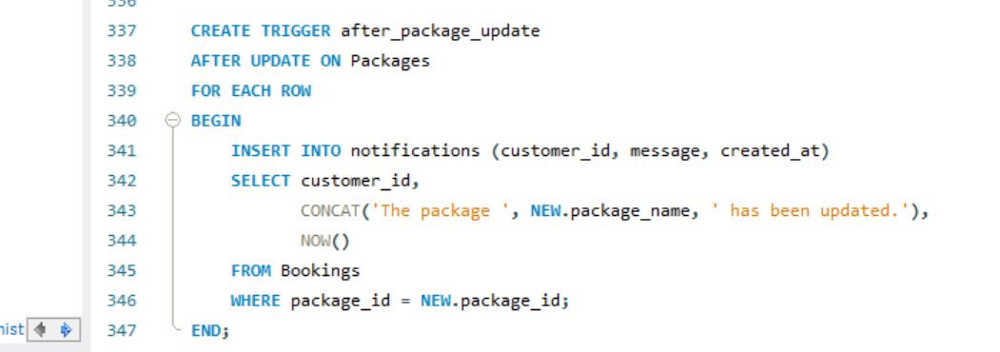 336
337 CREATE TRIGGER after_package_update
338 AFTER UPDATE ON Packages
339 FOR EACH ROW
340 BEGIN
341 INSERT INTO notifications (customer_id, message, created_at)
342 SELECT customer_id,
343 CONCAT('The package ', NEW.package_name, ' has been updated.'),
344 NOW()
345 FROM Bookings
346 WHERE package_id = NEW.package_id;
347 END;